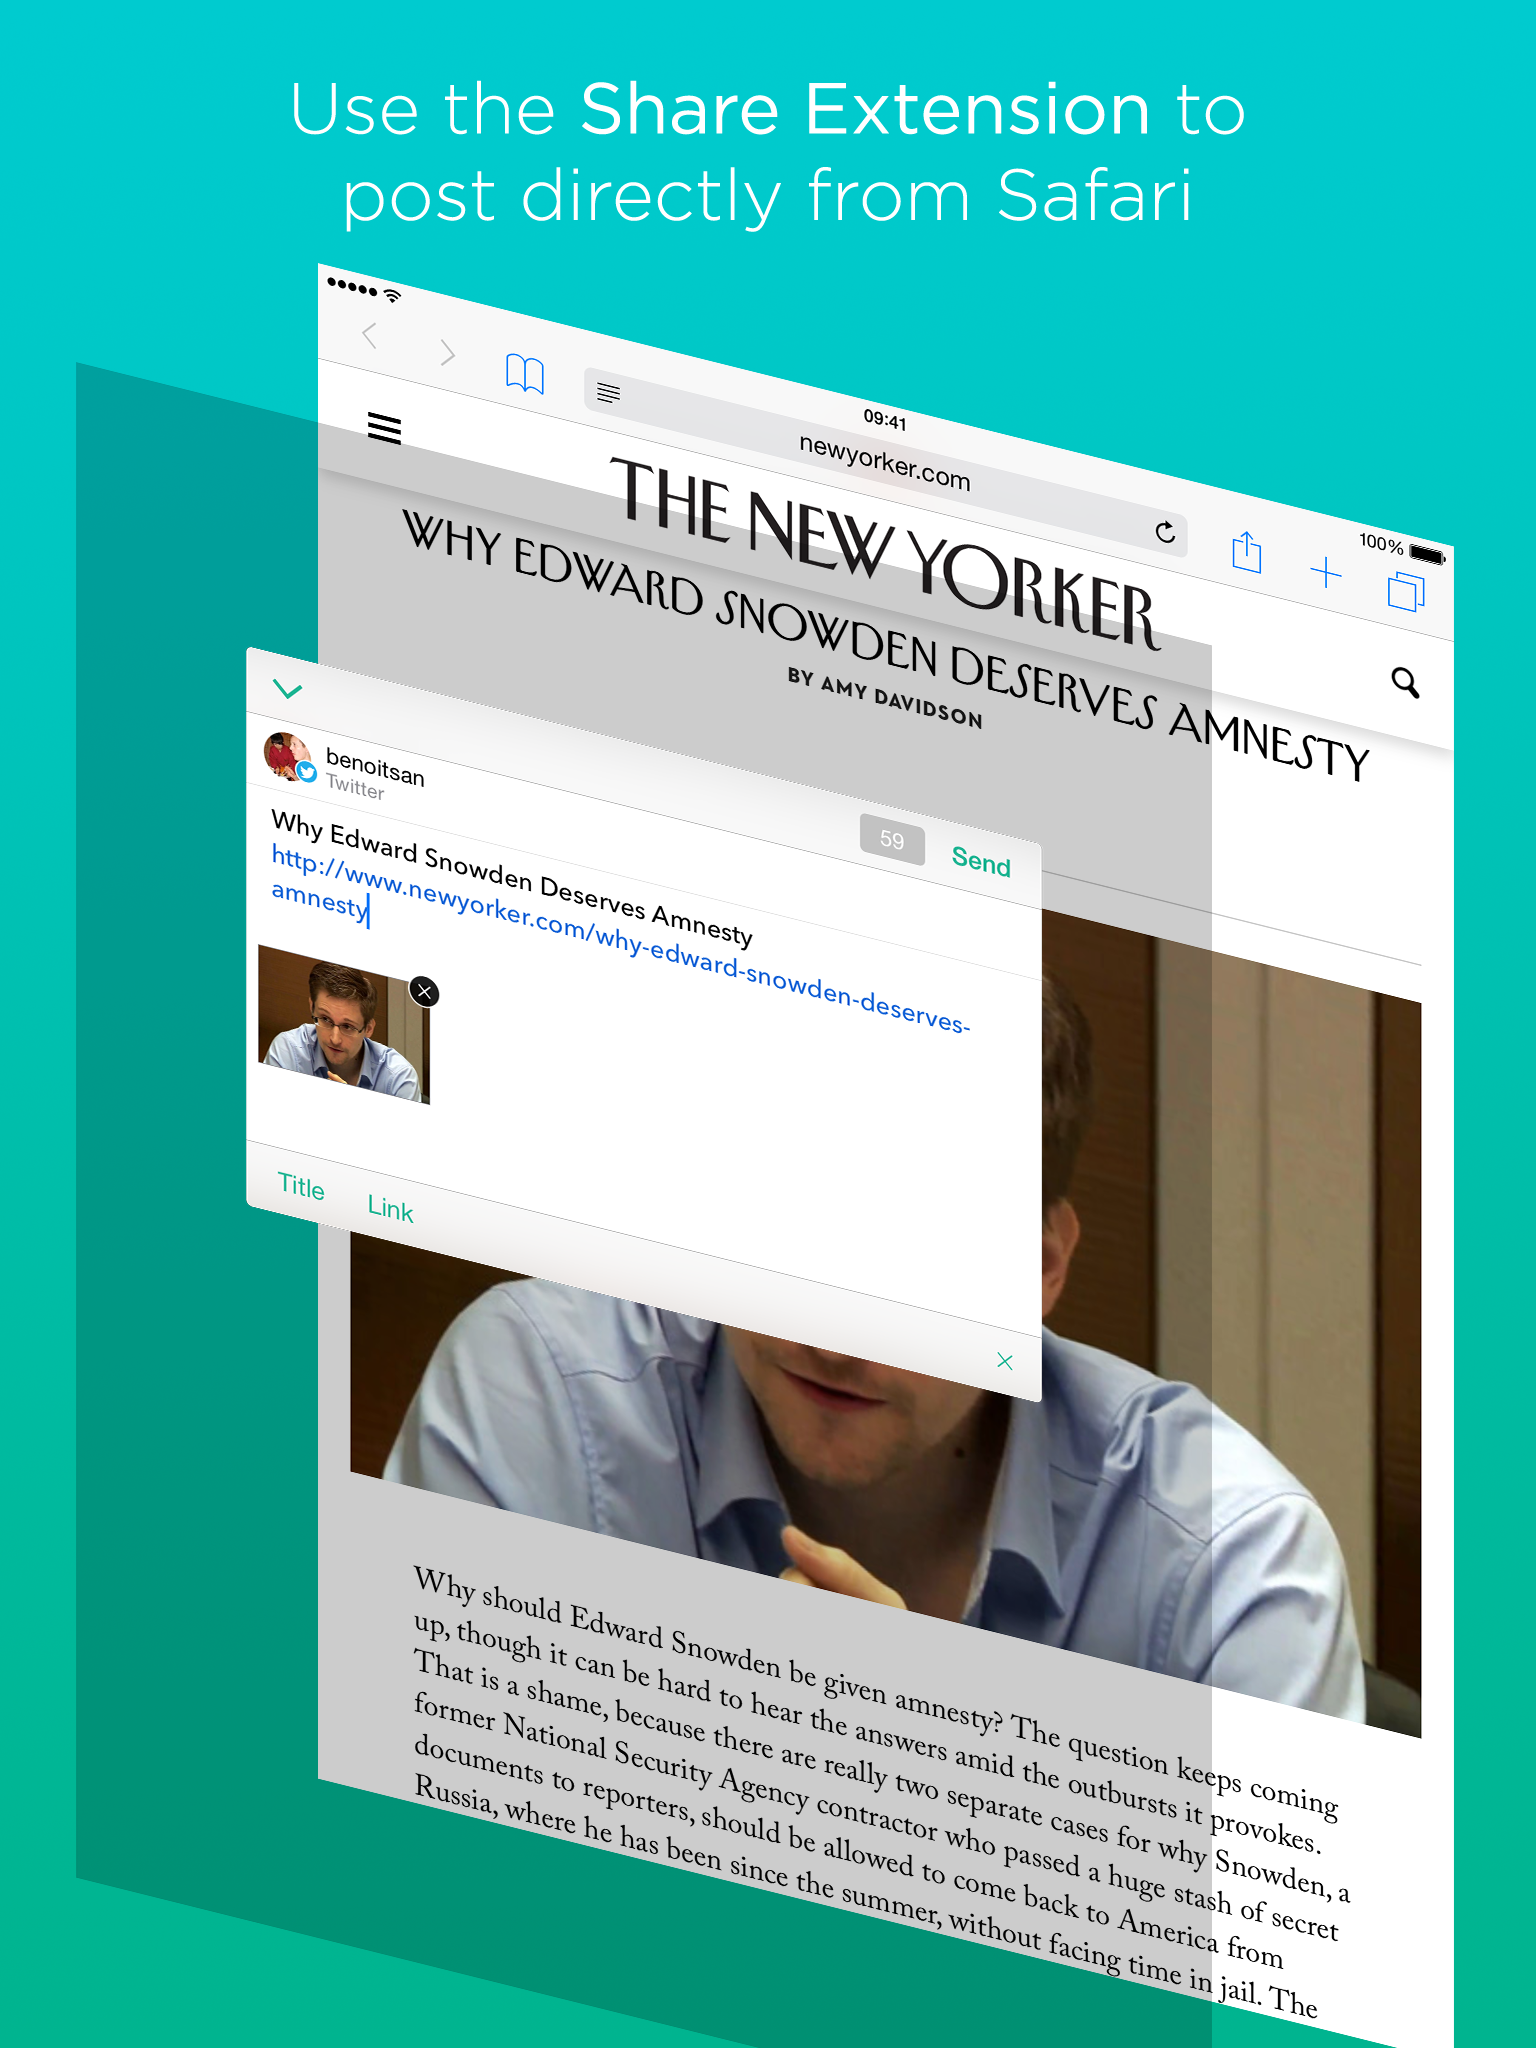 Use the Share Extension to
post directly from Safari
09:41
newyorker.com
100%
THE NEW YORKER
WHY EDWARD SNOWDEN DESERVES AMNESTY
BY AMY DAVIDSON
benoitsan
Twitter
59
Send
Why Edward Snowden Deserves Amnesty
http://www.newyorker.com/why-edward-snowden-deserves-
amnesty
Title
Link
Why should Edward Snowden be given amnesty? The question keeps coming
up, though it can be hard to hear the answers amid the outbursts it provokes.
That is a shame, because there are really two separate cases for why Snowden, a
former National Security Agency contractor who passed a huge stash of secret
documents to reporters, should be allowed to come back to America from
Russia, where he has been since the summer, without facing time in jail. The